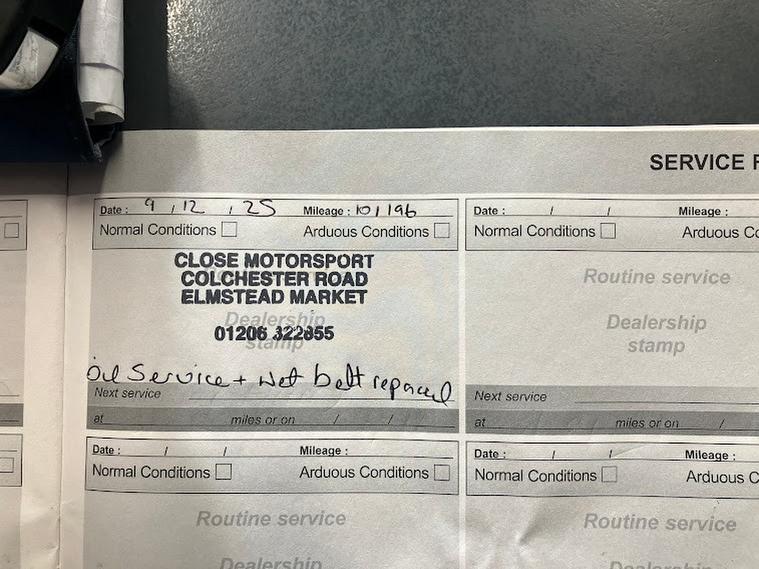 SERVICE
Date : 9 / 12 / 25 Mileage : 101196
Normal Conditions Arduous Conditions
CLOSE MOTORSPORT
COLCHESTER ROAD
ELMSTEAD MARKET
Dealership
stamp
01206 322855
Oil Service + Wet belt replaced
Next service
at miles or on / /
Date : / / Mileage :
Normal Conditions Arduous
Routine service
Dealership
stamp
Next service
at miles or on /
Date : / / Mileage :
Normal Conditions Arduous Conditions
Routine service
Dealership
Date : / / Mileage :
Normal Conditions Arduous
Routine service
Dealership